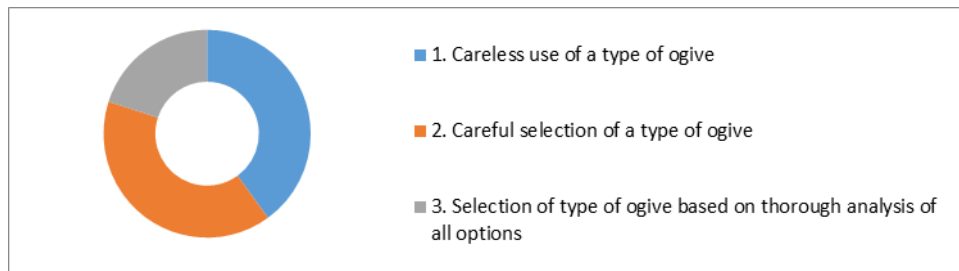 1. Careless use of a type of ogive
2. Careful selection of a type of ogive
3. Selection of type of ogive based on thorough analysis of
all options